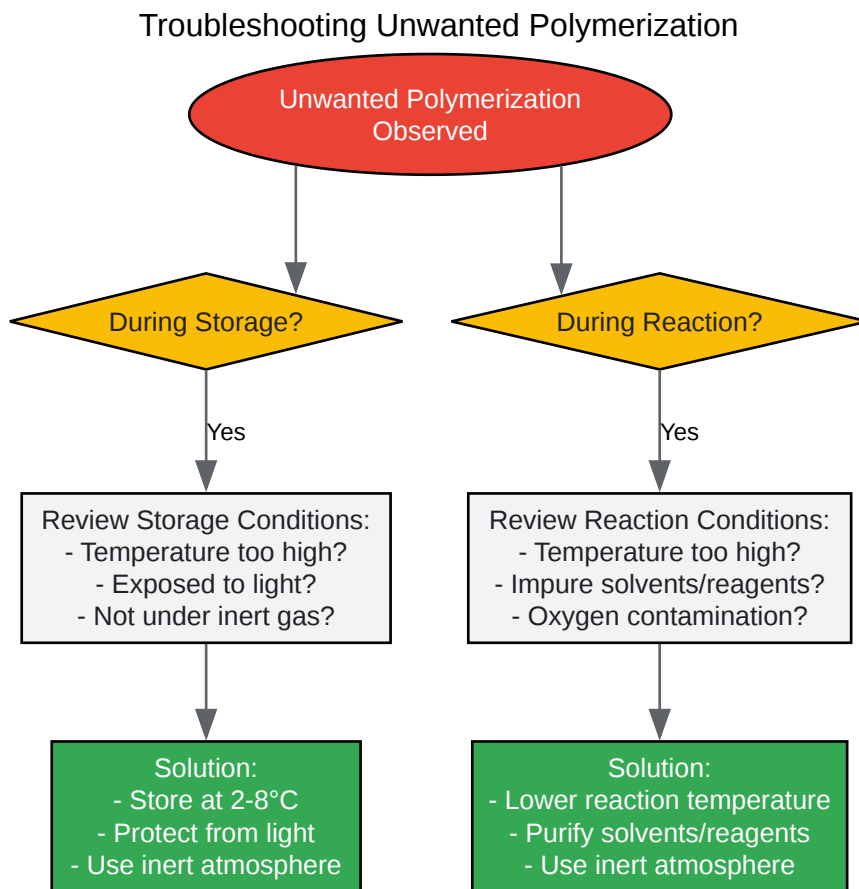 Troubleshooting Unwanted Polymerization
Unwanted Polymerization
Observed
During Storage?
During Reaction?
Yes
Yes
Review Storage Conditions:
- Temperature too high?
- Exposed to light?
- Not under inert gas?
Review Reaction Conditions:
- Temperature too high?
- Impure solvents/reagents?
- Oxygen contamination?
Solution:
- Store at 2-8°C
- Protect from light
- Use inert atmosphere
Solution:
- Lower reaction temperature
- Purify solvents/reagents
- Use inert atmosphere